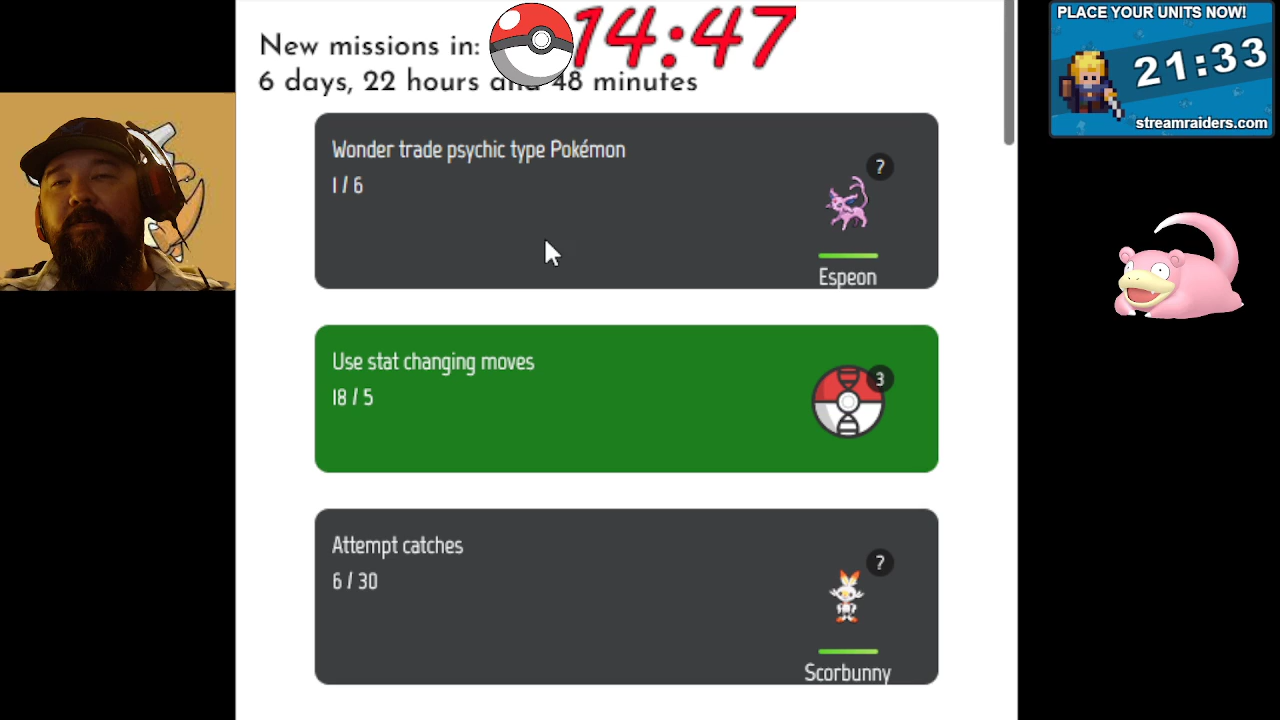 New missions in:
14:47
6 days, 22 hours and 48 minutes
PLACE YOUR UNITS NOW!
21:33
streamraiders.com
Wonder trade psychic type Pokémon
1 / 6
?
Espeon
Use stat changing moves
18 / 5
3
Attempt catches
6 / 30
?
Scorbunny